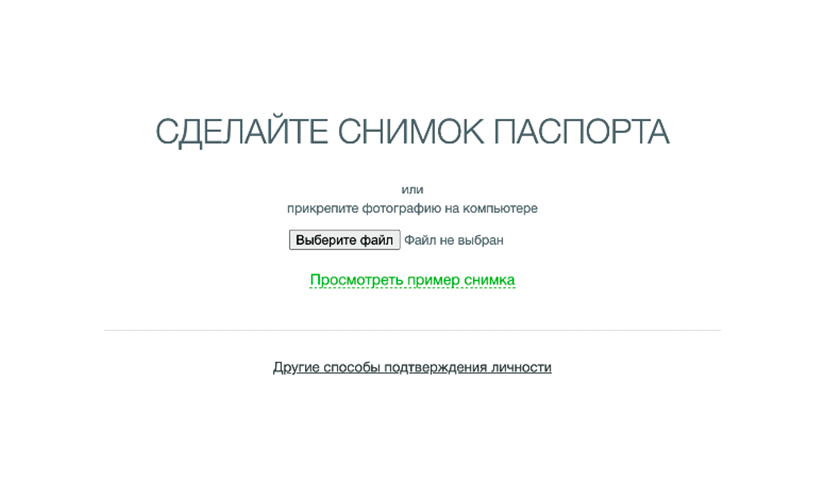 СДЕЛАЙТЕ СНИМОК ПАСПОРТА
или
прикрепите фотографию на компьютере
Выберите файл Файл не выбран
Просмотреть пример снимка
Другие способы подтверждения личности